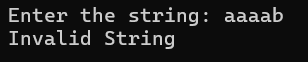 Enter the string: aaaab
Invalid String